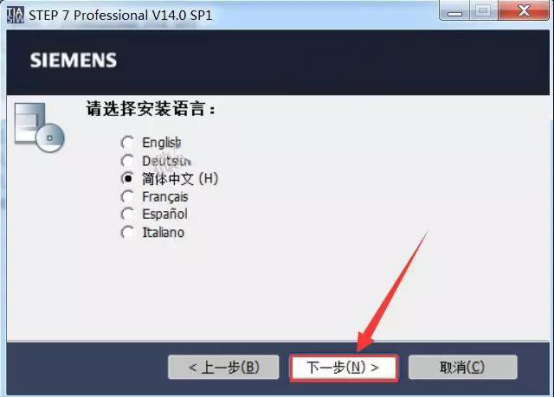 STEP 7 Professional V14.0 SP1
SIEMENS
请选择安装语言：
English
Deutsch
简体中文 (H)
Français
Español
Italiano
< 上一步(B)
下一步(N) >
取消(C)